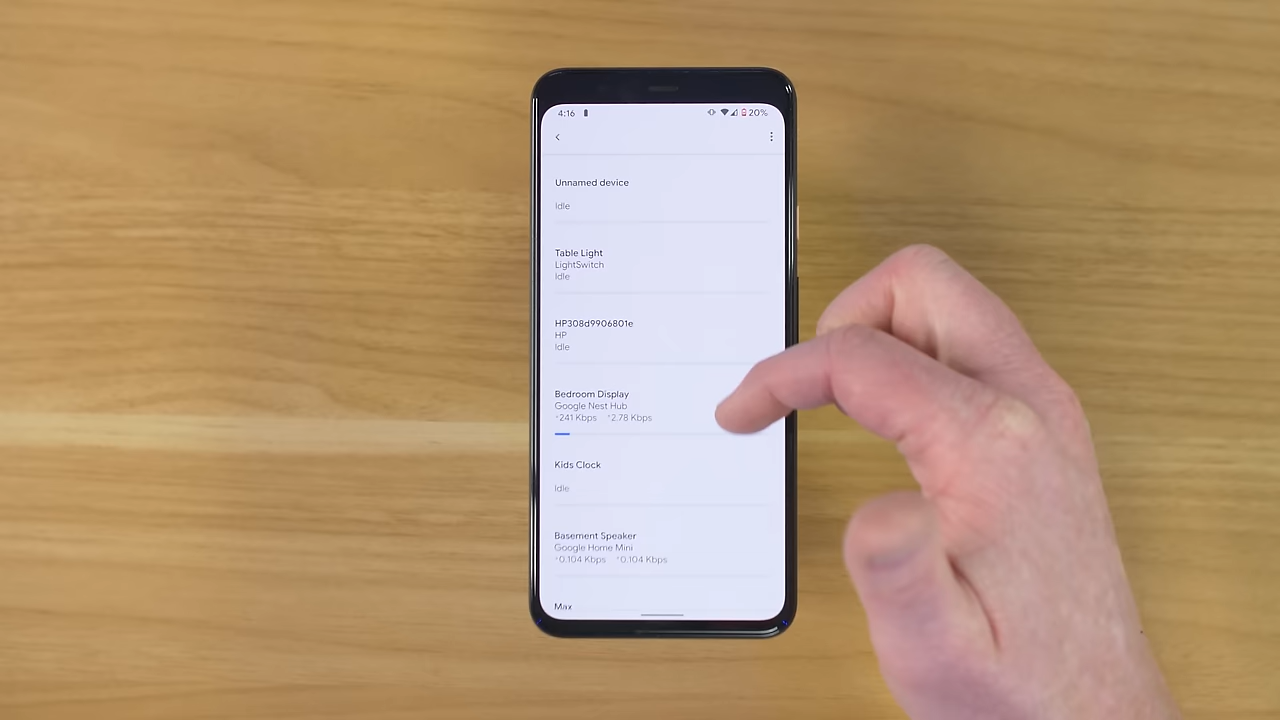 4:16 20%
Unnamed device
Idle
Table Light
LightSwitch
Idle
HP308d9906801e
HP
Idle
Bedroom Display
Google Nest Hub
241 Kbps 2.78 Kbps
Kids Clock
Idle
Basement Speaker
Google Home Mini
0.104 Kbps 0.104 Kbps
Max